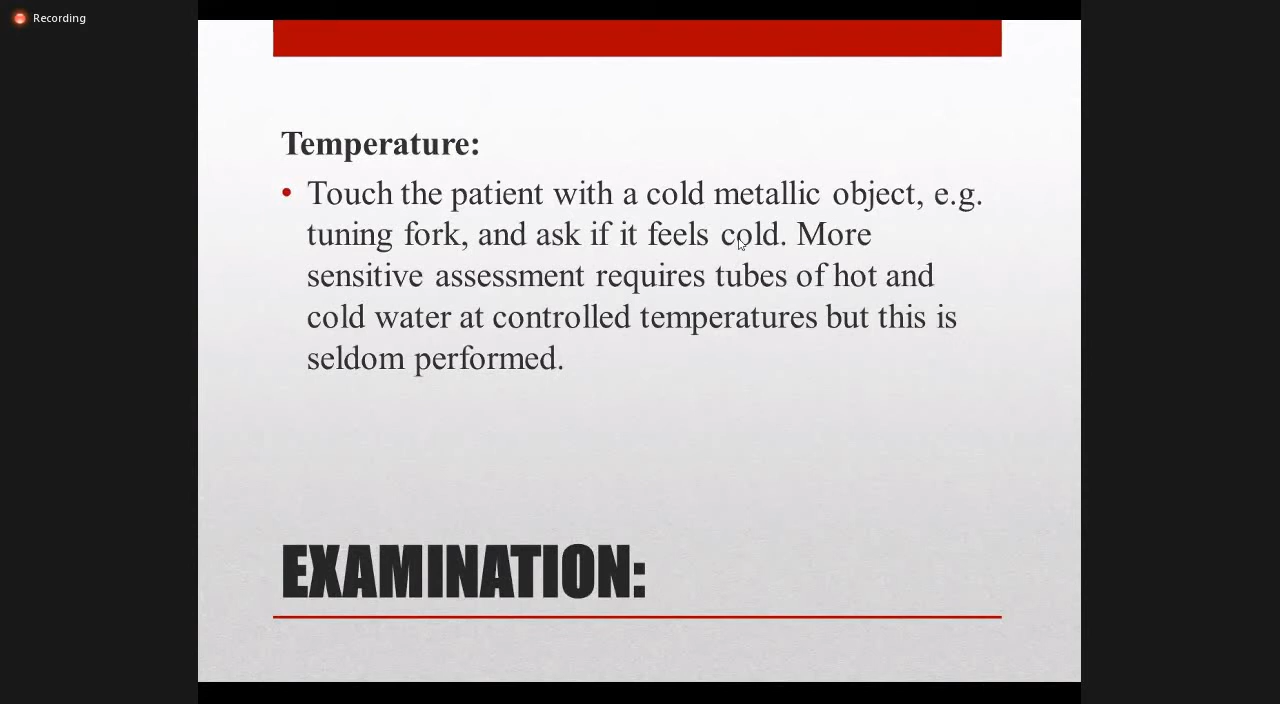 Recording
Temperature:
• Touch the patient with a cold metallic object, e.g.
tuning fork, and ask if it feels cold. More
sensitive assessment requires tubes of hot and
cold water at controlled temperatures but this is
seldom performed.
EXAMINATION: